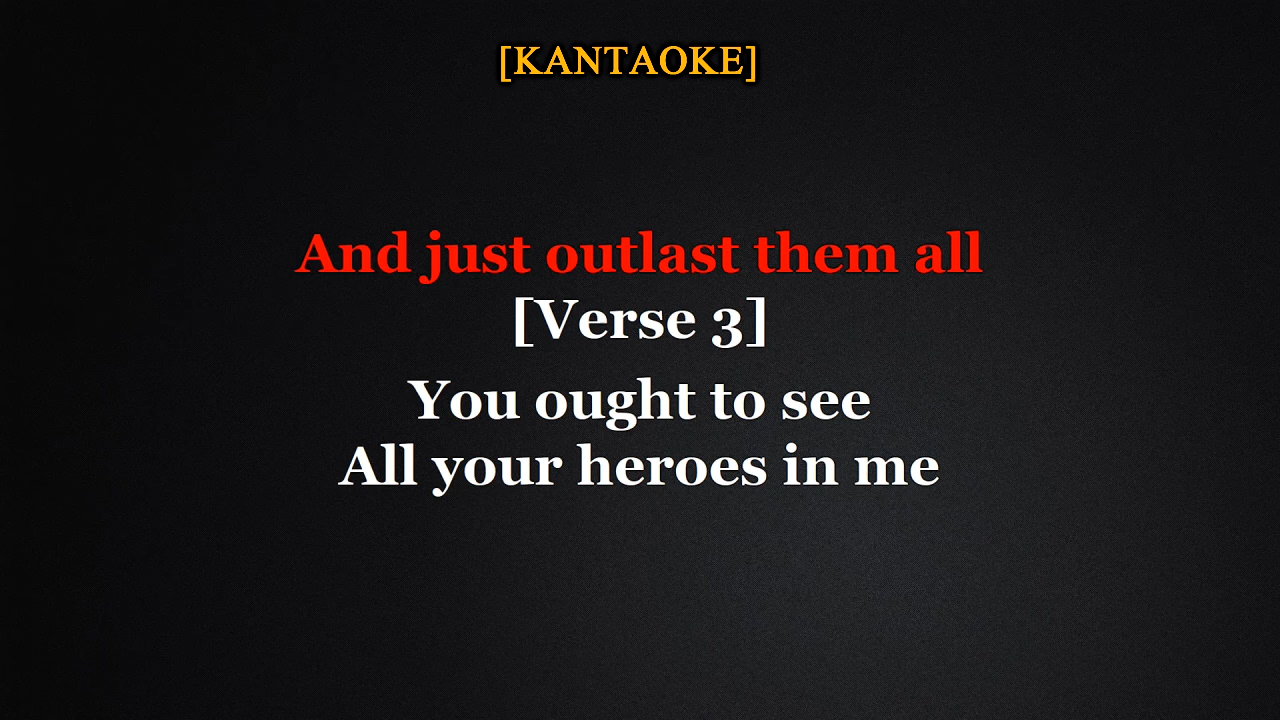 [KANTAOKE]
And just outlast them all
[Verse 3]
You ought to see
All your heroes in me